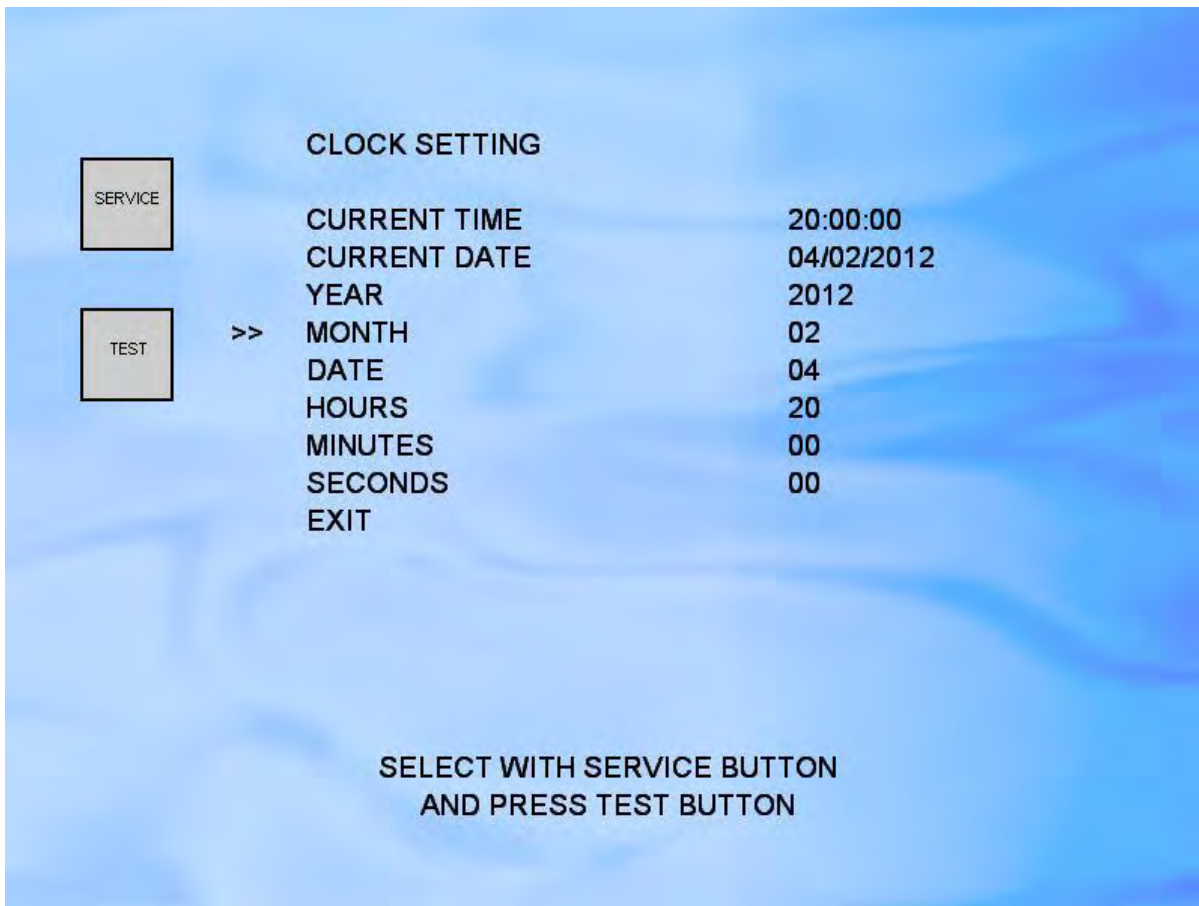 CLOCK SETTING
SERVICE
CURRENT TIME 20:00:00
CURRENT DATE 04/02/2012
YEAR 2012
TEST
>> MONTH 02
DATE 04
HOURS 20
MINUTES 00
SECONDS 00
EXIT
SELECT WITH SERVICE BUTTON
AND PRESS TEST BUTTON